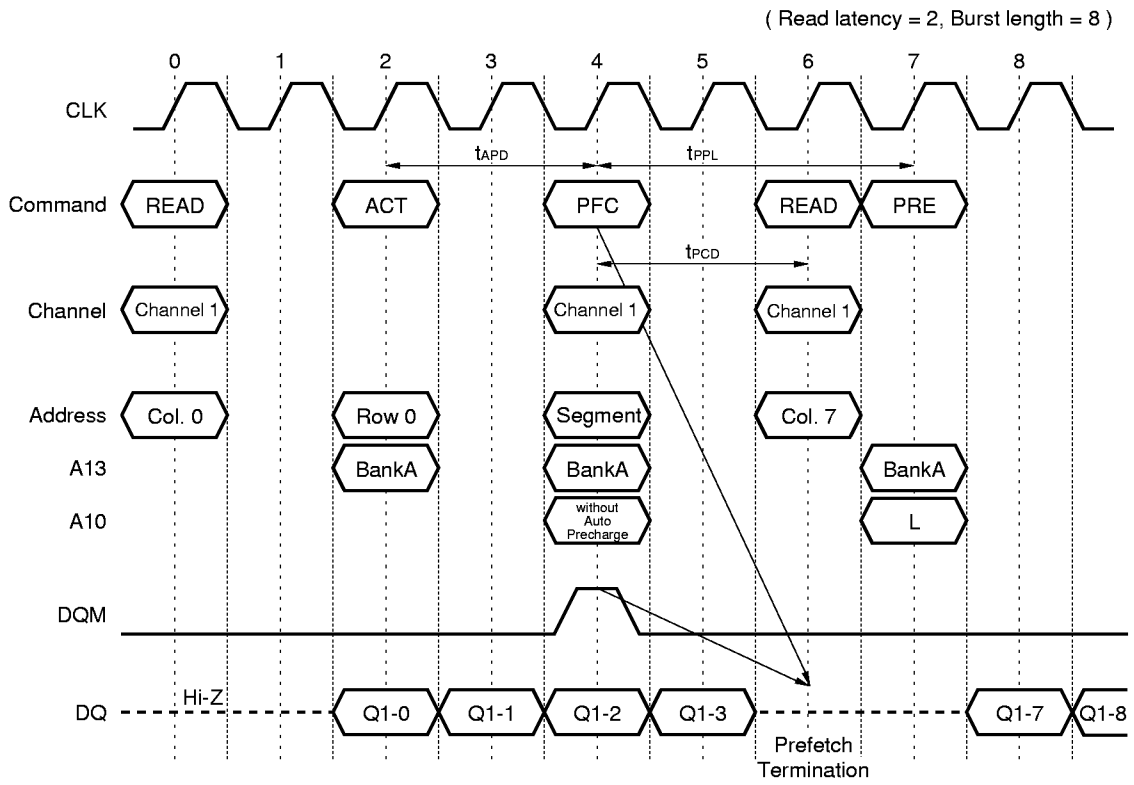 ( Read latency = 2, Burst length = 8 )
0 1 2 3 4 5 6 7 8
CLK
tAPD tPPL
Command READ ACT PFC READ PRE
tPCD
Channel Channel 1 Channel 1 Channel 1
Address Col. 0 Row 0 Segment Col. 7
A13 BankA BankA BankA
A10 without Auto Precharge L
DQM
Hi-Z
DQ Q1-0 Q1-1 Q1-2 Q1-3 Q1-7 Q1-8
Prefetch
Termination